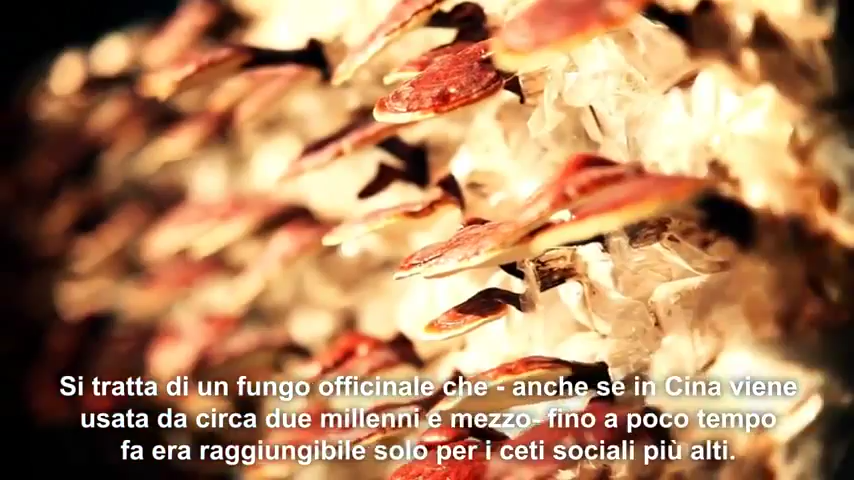 Si tratta di un fungo officinale che - anche se in Cina viene
usata da circa due millenni e mezzo- fino a poco tempo
fa era raggiungibile solo per i ceti sociali più alti.